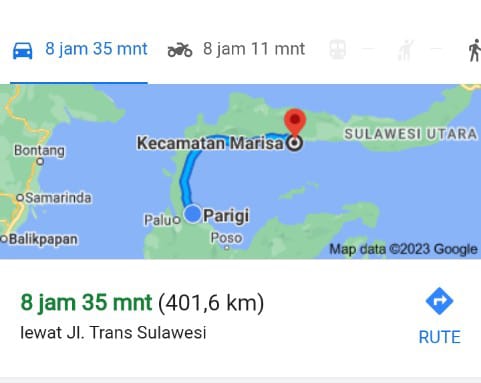 8 jam 35 mnt
8 jam 11 mnt
Bontang
Kecamatan Marisa
SULAWESI UTARA
Samarinda
Paluo
Parigi
Balikpapan
Poso
Map data ©2023 Google
8 jam 35 mnt (401,6 km)
lewat Jl. Trans Sulawesi
RUTE